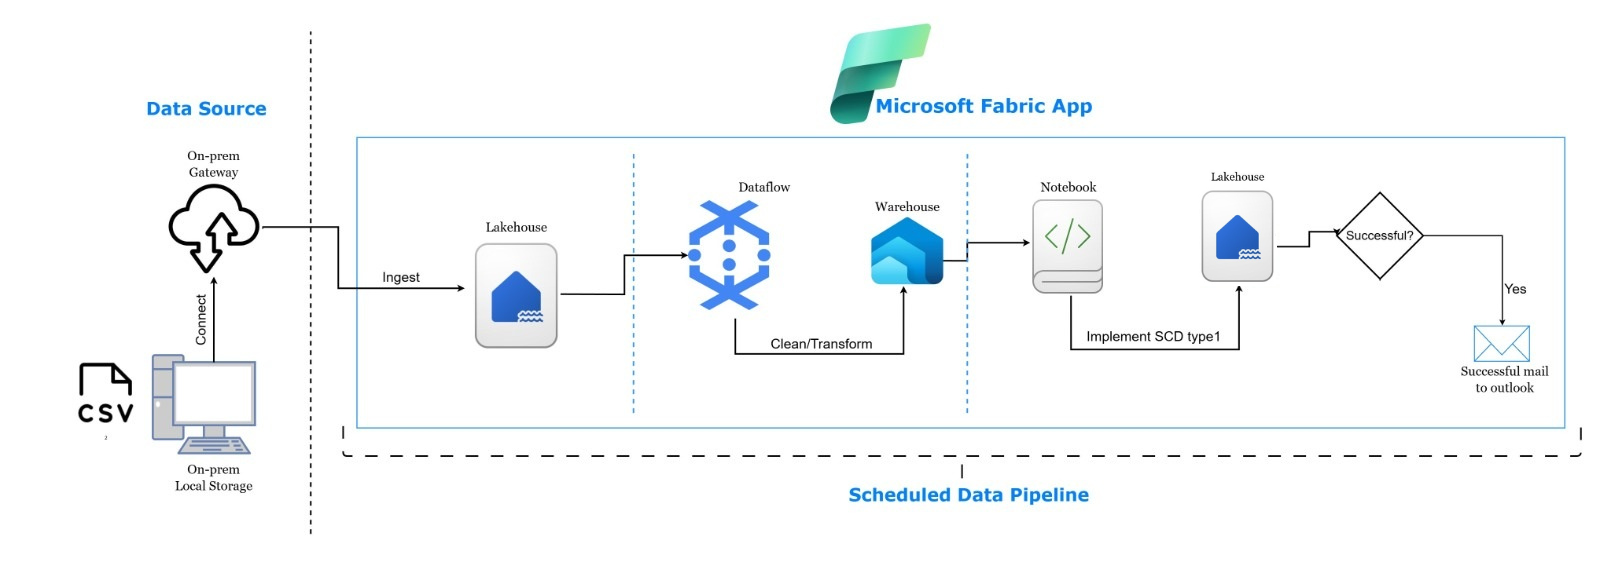 Microsoft Fabric App
Data Source
On-prem
Gateway
Connect
CSV
i
On-prem
Local Storage
Ingest
Lakehouse
Dataflow
Clean/Transform
Warehouse
Notebook
</>
Implement SCD type1
Lakehouse
Successful?
Yes
Successful mail
to outlook
Scheduled Data Pipeline